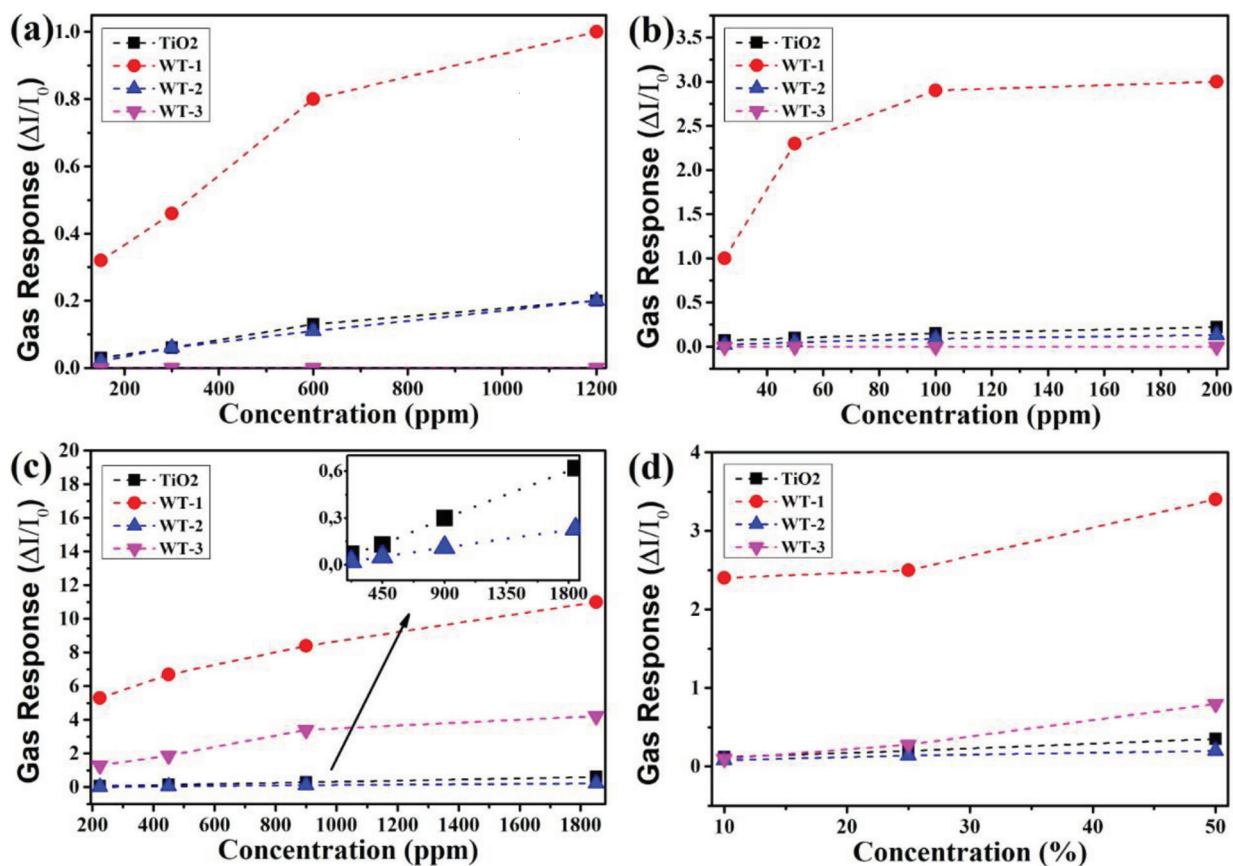 (a)
TiO2
WT-1
WT-2
WT-3
1.0
0.8
0.6
0.4
0.2
0.0
Gas Response (ΔI/I₀)
200 400 600 800 1000 1200
Concentration (ppm)
(b)
TiO2
WT-1
WT-2
WT-3
3.5
3.0
2.5
2.0
1.5
1.0
0.5
0.0
Gas Response (ΔI/I₀)
40 60 80 100 120 140 160 180 200
Concentration (ppm)
(c)
TiO2
WT-1
WT-2
WT-3
20
18
16
14
12
10
8
6
4
2
0
Gas Response (ΔI/I₀)
0,6
0,3
0,0
450 900 1350 1800
200 400 600 800 1000 1200 1400 1600 1800
Concentration (ppm)
(d)
TiO2
WT-1
WT-2
WT-3
4
3
2
1
0
Gas Response (ΔI/I₀)
10 20 30 40 50
Concentration (%)